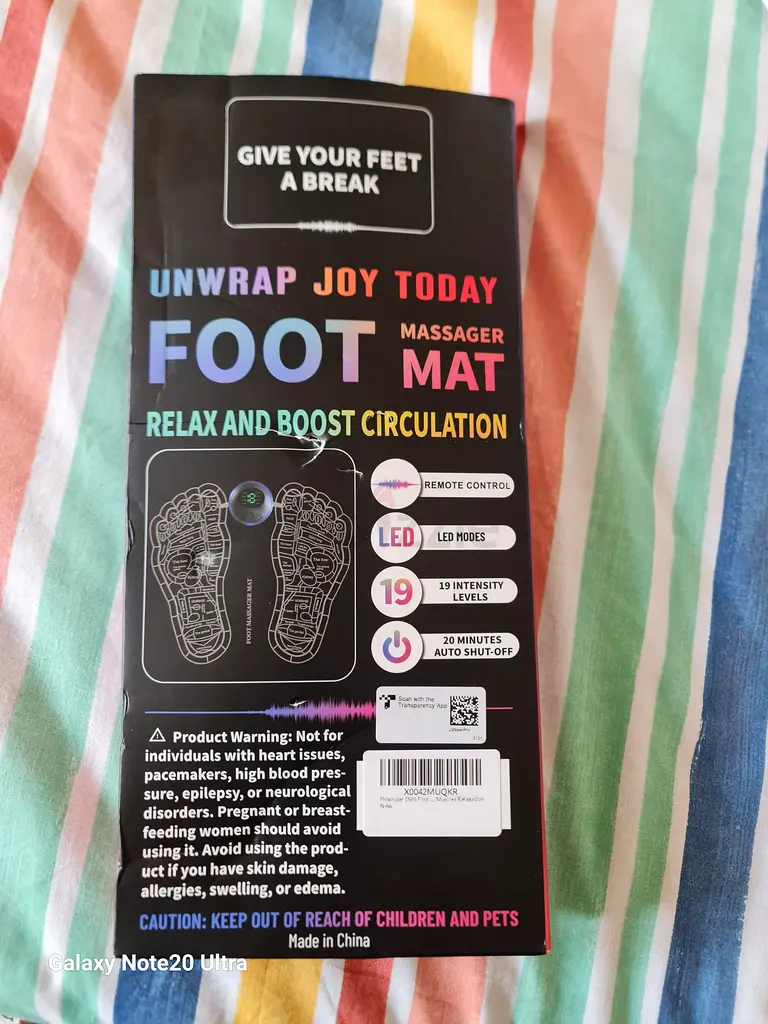 GIVE YOUR FEET
A BREAK
UNWRAP JOY TODAY
FOOT MASSAGER
MAT
RELAX AND BOOST CIRCULATION
FOOT MASSAGER MAT
REMOTE CONTROL
LED
LED MODES
19
19 INTENSITY
LEVELS
20 MINUTES
AUTO SHUT-OFF
Scan with the
Transparency App
⚠ Product Warning: Not for
individuals with heart issues,
pacemakers, high blood pres-
sure, epilepsy, or neurological
disorders. Pregnant or breast-
feeding women should avoid
using it. Avoid using the prod-
uct if you have skin damage,
allergies, swelling, or edema.
X0042MUQKR
Muscles Relaxation
New
CAUTION: KEEP OUT OF REACH OF CHILDREN AND PETS
Made in China
Galaxy Note20 Ultra